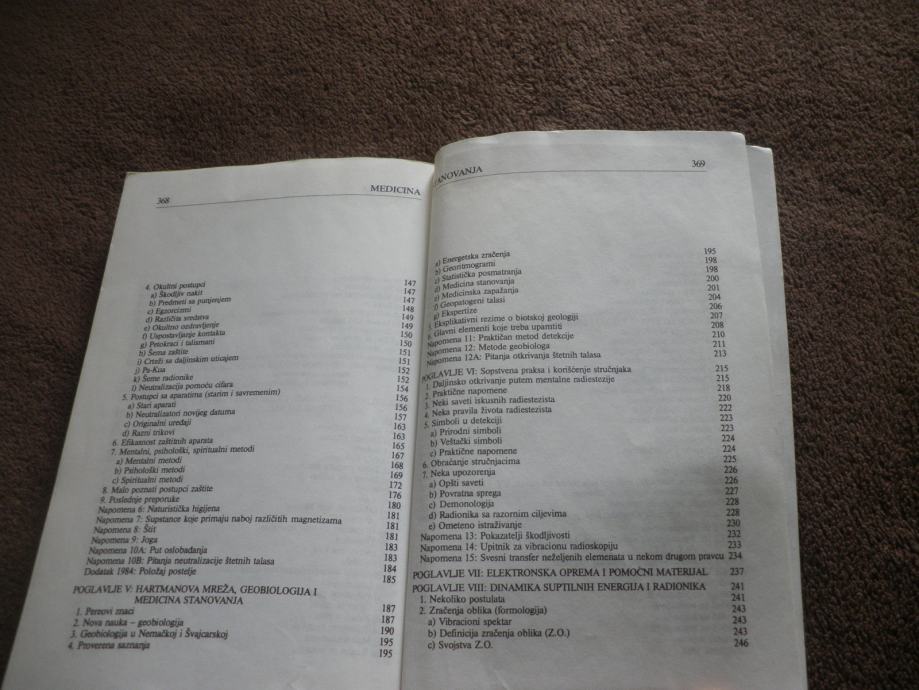 368 MEDICINA
4. Okultni postupci 147
a) Škodljiv nakit 147
b) Predmeti sa punjenjem 147
c) Egzorcizmi 148
d) Različita sredstva 149
e) Okultno ozdravljenje 149
f) Uspostavljanje kontakta 150
g) Petokraci i talismani 150
h) Šema zaštite 151
i) Crteži sa daljinskim uticajem 151
j) Pa-Kua 152
k) Šeme radionike 152
l) Neutralizacija pomoću cifara 154
5. Postupci sa aparatima (starim i savremenim) 156
a) Stari aparati 156
b) Neutralizatori novijeg datuma 157
c) Originalni uređaji 163
d) Razni trikovi 163
6. Efikasnost zaštitnih aparata 165
7. Mentalni, psihološki, spiritualni metodi 167
a) Mentalni metodi 168
b) Psihološki metodi 169
c) Spiritualni metodi 172
8. Malo poznati postupci zaštite 176
9. Poslednje preporuke 180
Napomena 6: Naturistička higijena 181
Napomena 7: Supstance koje primaju naboj različitih magnetizama 181
Napomena 8: Štit 181
Napomena 9: Joga 183
Napomena 10A: Put oslobađanja 183
Napomena 10B: Pitanja neutralizacije štetnih talasa 184
Dodatak 1984: Položaj postelje 185
POGLAVLJE V: HARTMANOVA MREŽA, GEOBIOLOGIJA I
MEDICINA STANOVANJA 187
1. Pereovi znaci 187
2. Nova nauka – geobiologija 190
3. Geobiologija u Nemačkoj i Švajcarskoj 195
4. Proverena saznanja 195
TANOVANJA 369
a) Energetska zračenja 195
b) Georitmogrami 198
c) Statistička posmatranja 198
d) Medicina stanovanja 200
e) Medicinska zapažanja 201
f) Geopatogeni talasi 204
g) Ekspertize 206
5. Eksplikativni rezime o biotskoj geologiji 207
6. Glavni elementi koje treba upamtiti 208
Napomena 11: Praktičan metod detekcije 210
Napomena 12: Metode geobiologa 211
Napomena 12A: Pitanja otkrivanja štetnih talasa 213
POGLAVLJE VI: Sopstvena praksa i korišćenje stručnjaka 215
1. Daljinsko otkrivanje putem mentalne radiestezije 215
2. Praktične napomene 218
3. Neki saveti iskusnih radiestezista 220
4. Neka pravila života radiestezista 222
5. Simboli u detekciji 223
a) Prirodni simboli 223
b) Veštački simboli 224
c) Praktične napomene 224
6. Obraćanje stručnjacima 225
7. Neka upozorenja 226
a) Opšti saveti 226
b) Povratna sprega 227
c) Demonologija 228
d) Radionika sa razornim ciljevima 228
e) Ometeno istraživanje 230
Napomena 13: Pokazatelji škodljivosti 232
Napomena 14: Upitnik za vibracionu radioskopiju 233
Napomena 15: Svesni transfer neželjenih elemenata u nekom drugom pravcu 234
POGLAVLJE VII: ELEKTRONSKA OPREMA I POMOĆNI MATERIJAL 237
POGLAVLJE VIII: DINAMIKA SUPTILNIH ENERGIJA I RADIONIKA 241
1. Nekoliko postulata 241
2. Zračenja oblika (formologija) 243
a) Vibracioni spektar 243
b) Definicija zračenja oblika (Z.O.) 243
c) Svojstva Z.O. 246